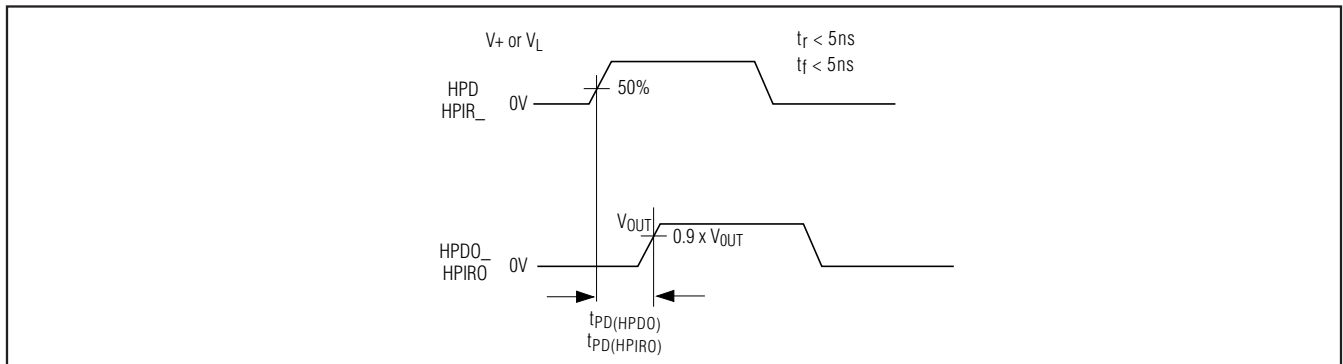 V+ or VL
tr < 5ns
tf < 5ns
HPD
HPIR_
0V
50%
VOUT
0.9 x VOUT
HPDO_
HPIRO
0V
tPD(HPDO)
tPD(HPIRO)